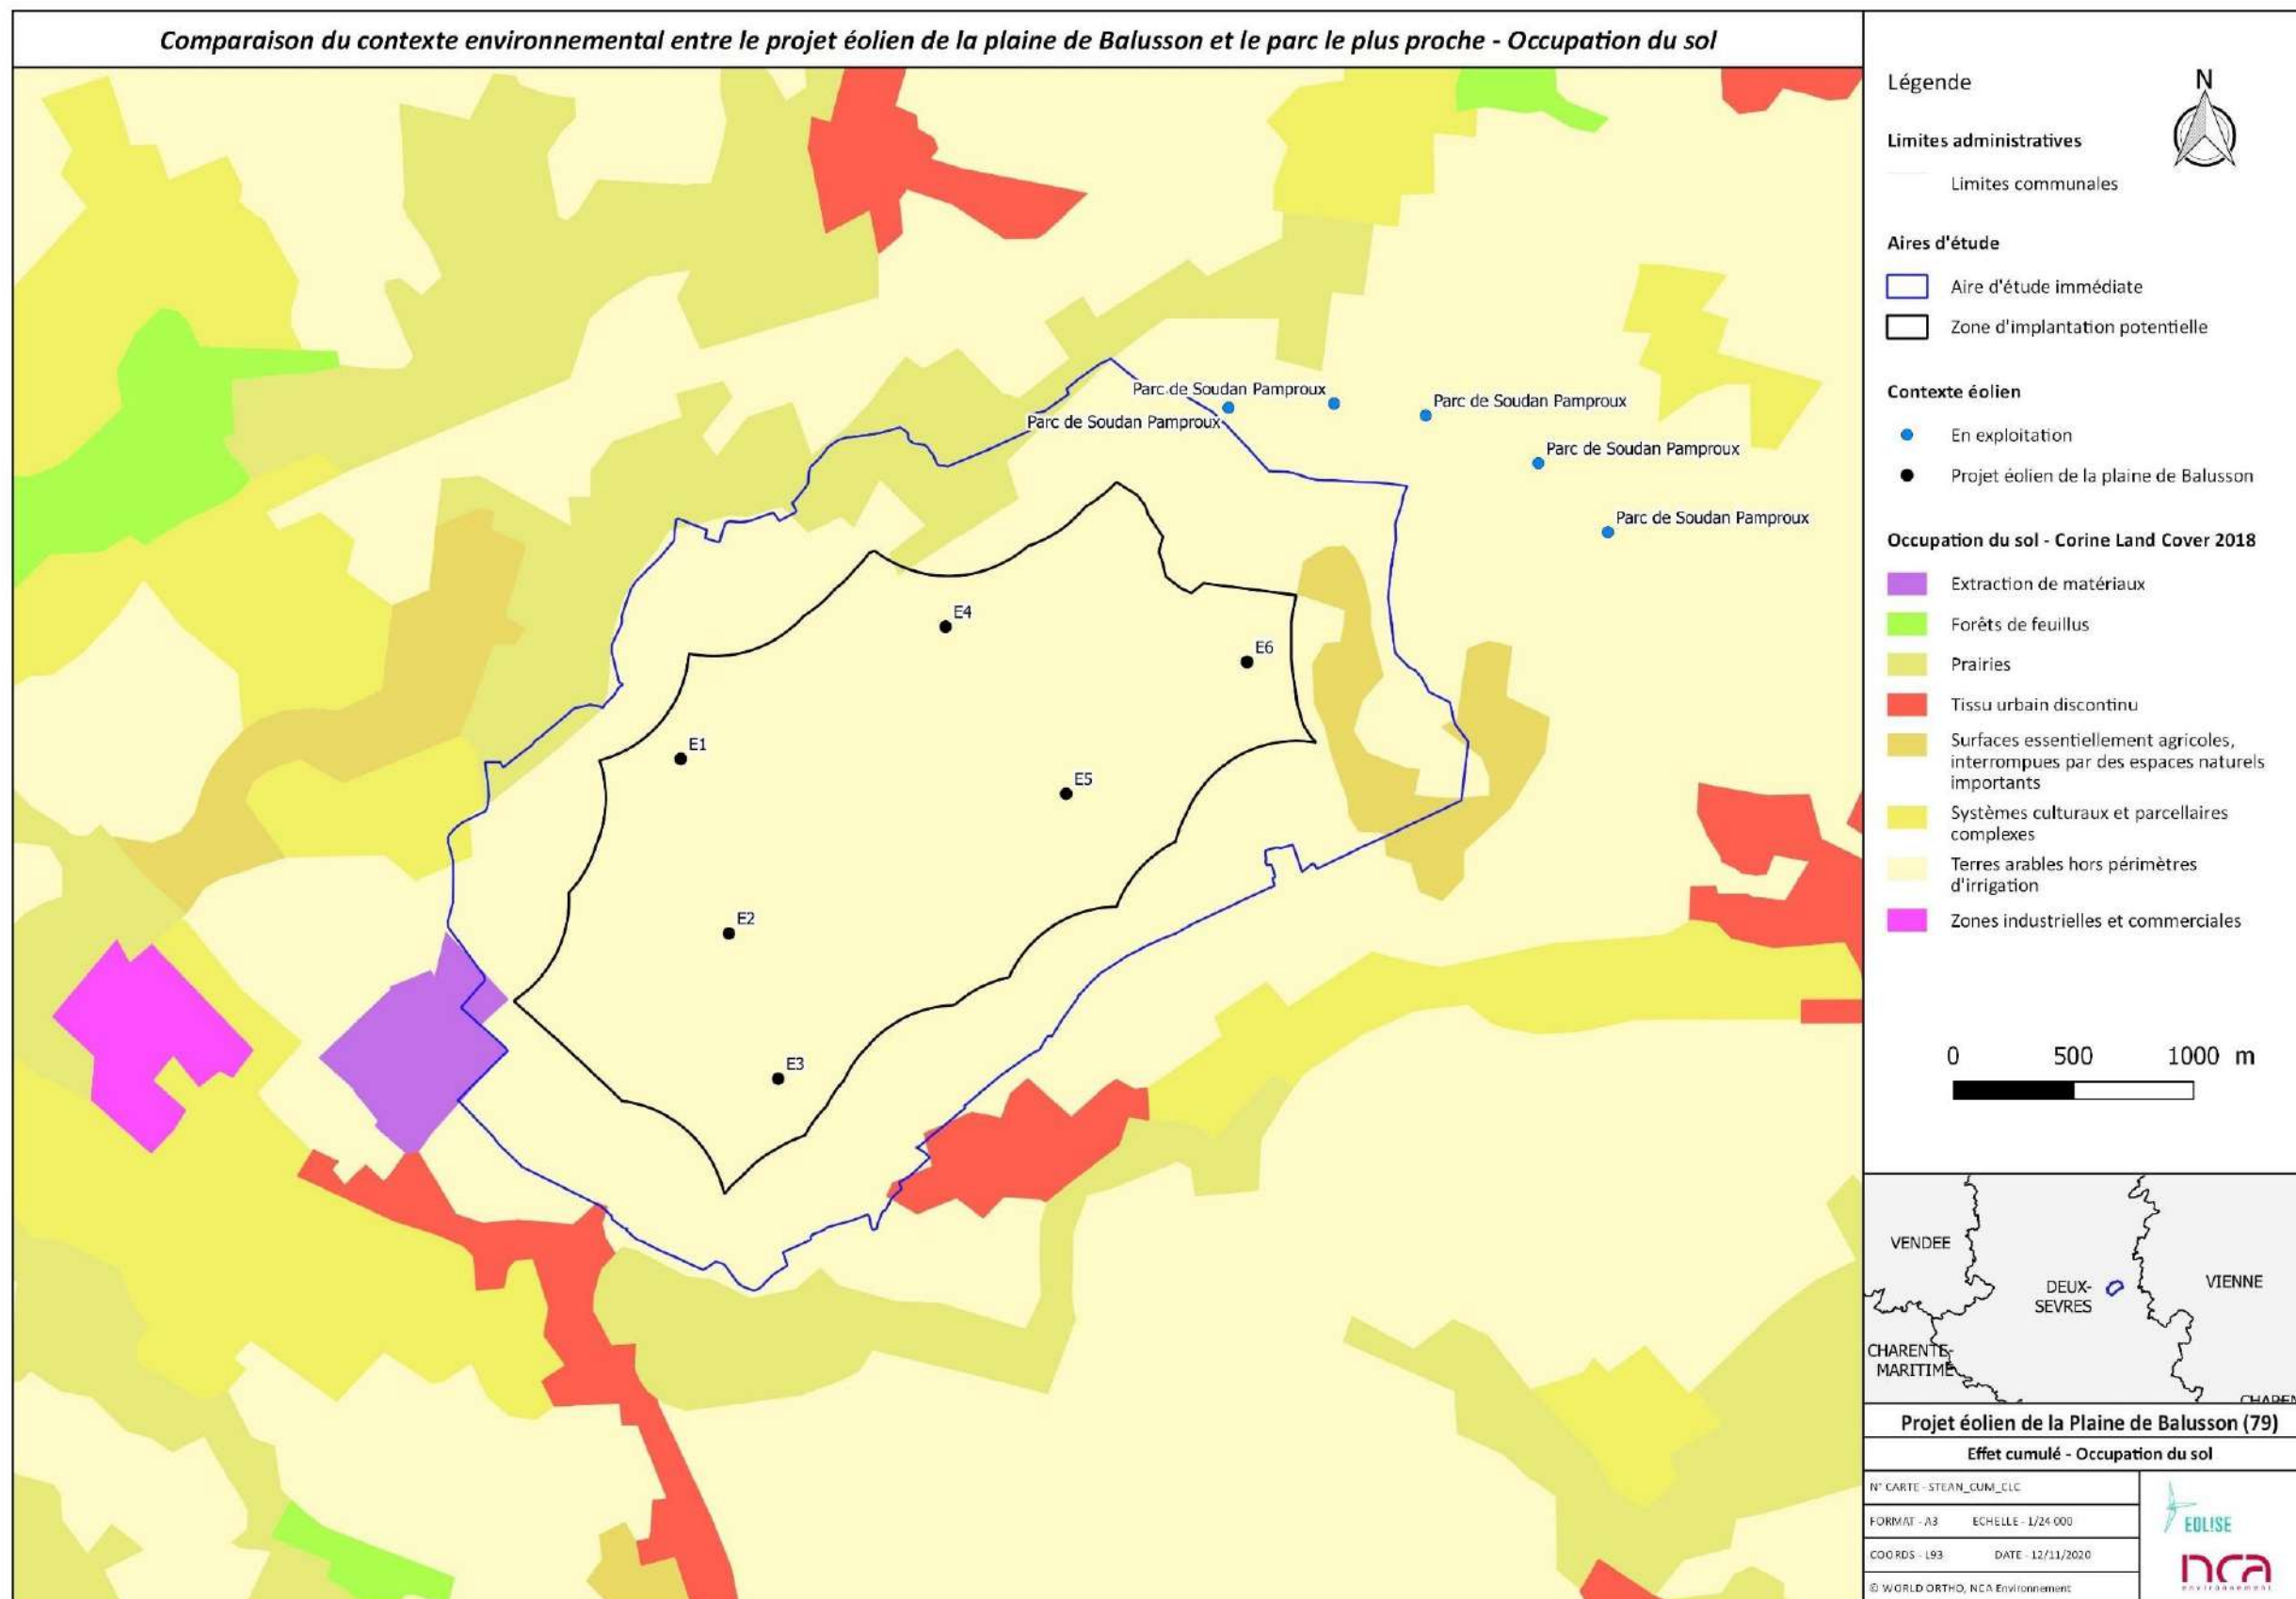 Comparaison du contexte environnemental entre le projet éolien de la plaine de Balusson et le parc le plus proche - Occupation du sol
Parc de Soudan Pamproux
Parc de Soudan Pamproux
Parc de Soudan Pamproux
Parc de Soudan Pamproux
Parc de Soudan Pamproux
E4
E6
E1
E5
E2
E3
Légende
N
Limites administratives
Limites communales
Aires d'étude
Aire d'étude immédiate
Zone d'implantation potentielle
Contexte éolien
En exploitation
Projet éolien de la plaine de Balusson
Occupation du sol - Corine Land Cover 2018
Extraction de matériaux
Forêts de feuillus
Prairies
Tissu urbain discontinu
Surfaces essentiellement agricoles,
interrompues par des espaces naturels
importants
Systèmes culturaux et parcellaires
complexes
Terres arables hors périmètres
d'irrigation
Zones industrielles et commerciales
0 500 1000 m
VENDEE
DEUX-
SEVRES
VIENNE
CHARENTE-
MARITIME
CHAREN
Projet éolien de la Plaine de Balusson (79)
Effet cumulé - Occupation du sol
N° CARTE - STEAN_CUM_CLC
FORMAT - A3 ECHELLE - 1/24 000
COORDS - L93 DATE - 12/11/2020
© WORLD ORTHO, NCA Environnement
EOL!SE
nca
environnement